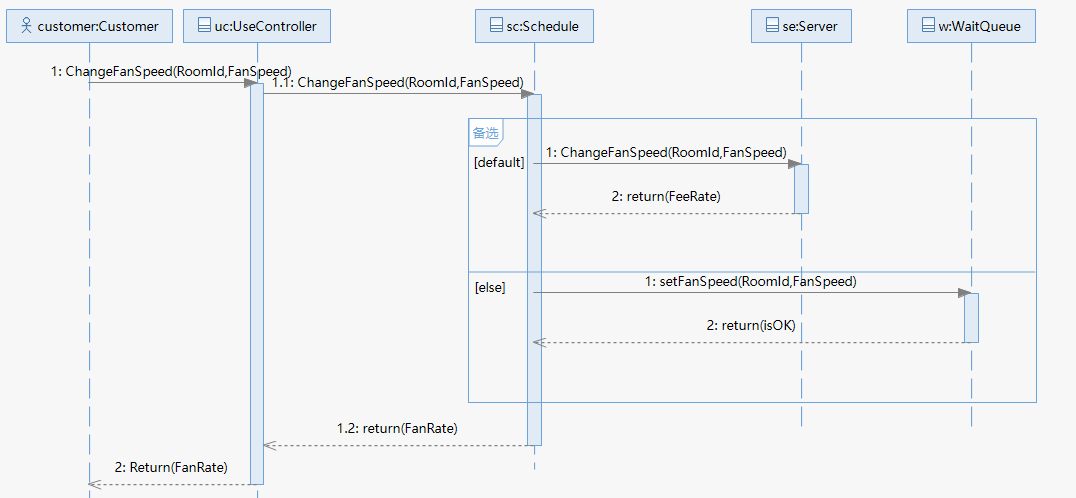 customer:Customer
uc:UseController
sc:Schedule
se:Server
w:WaitQueue
1: ChangeFanSpeed(RoomId,FanSpeed)
1.1: ChangeFanSpeed(RoomId,FanSpeed)
备选
[default]
1: ChangeFanSpeed(RoomId,FanSpeed)
2: return(FeeRate)
[else]
1: setFanSpeed(RoomId,FanSpeed)
2: return(isOK)
1.2: return(FanRate)
2: Return(FanRate)